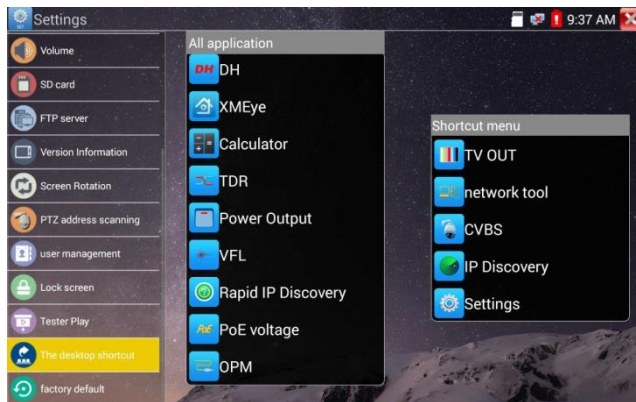 Settings
9:37 AM
Volume
SD card
FTP server
Version Information
Screen Rotation
PTZ address scanning
user management
Lock screen
Tester Play
The desktop shortcut
factory default
All application
DH DH
XMEye
Calculator
TDR
Power Output
VFL
Rapid IP Discovery
PoE PoE voltage
OPM
Shortcut menu
TV OUT
network tool
CVBS
IP Discovery
Settings